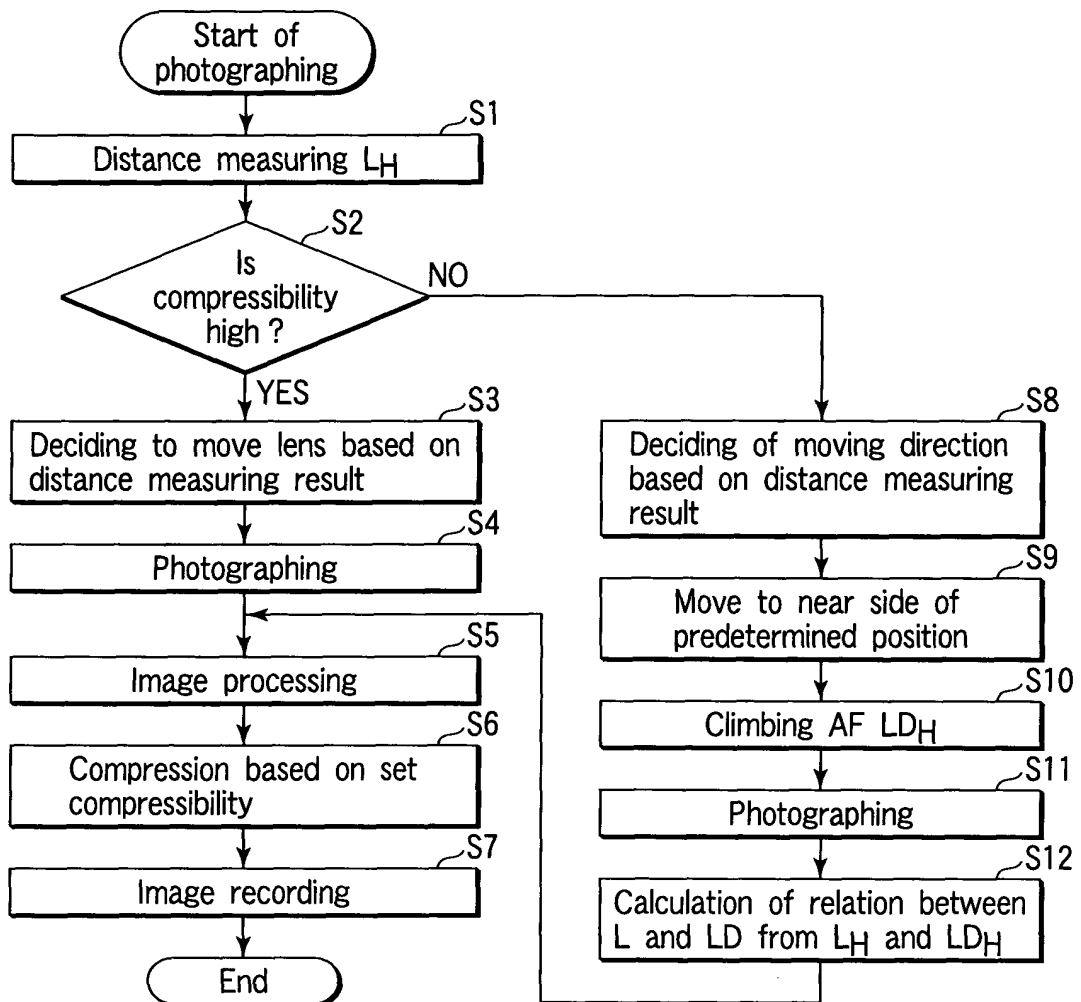 Start of
photographing
S1
Distance measuring LH
S2
Is
compressibility
high ?
NO
YES
S3
Deciding to move lens based on
distance measuring result
S4
Photographing
S5
Image processing
S6
Compression based on set
compressibility
S7
Image recording
End
S8
Deciding of moving direction
based on distance measuring
result
S9
Move to near side of
predetermined position
S10
Climbing AF LDH
S11
Photographing
S12
Calculation of relation between
L and LD from LH and LDH